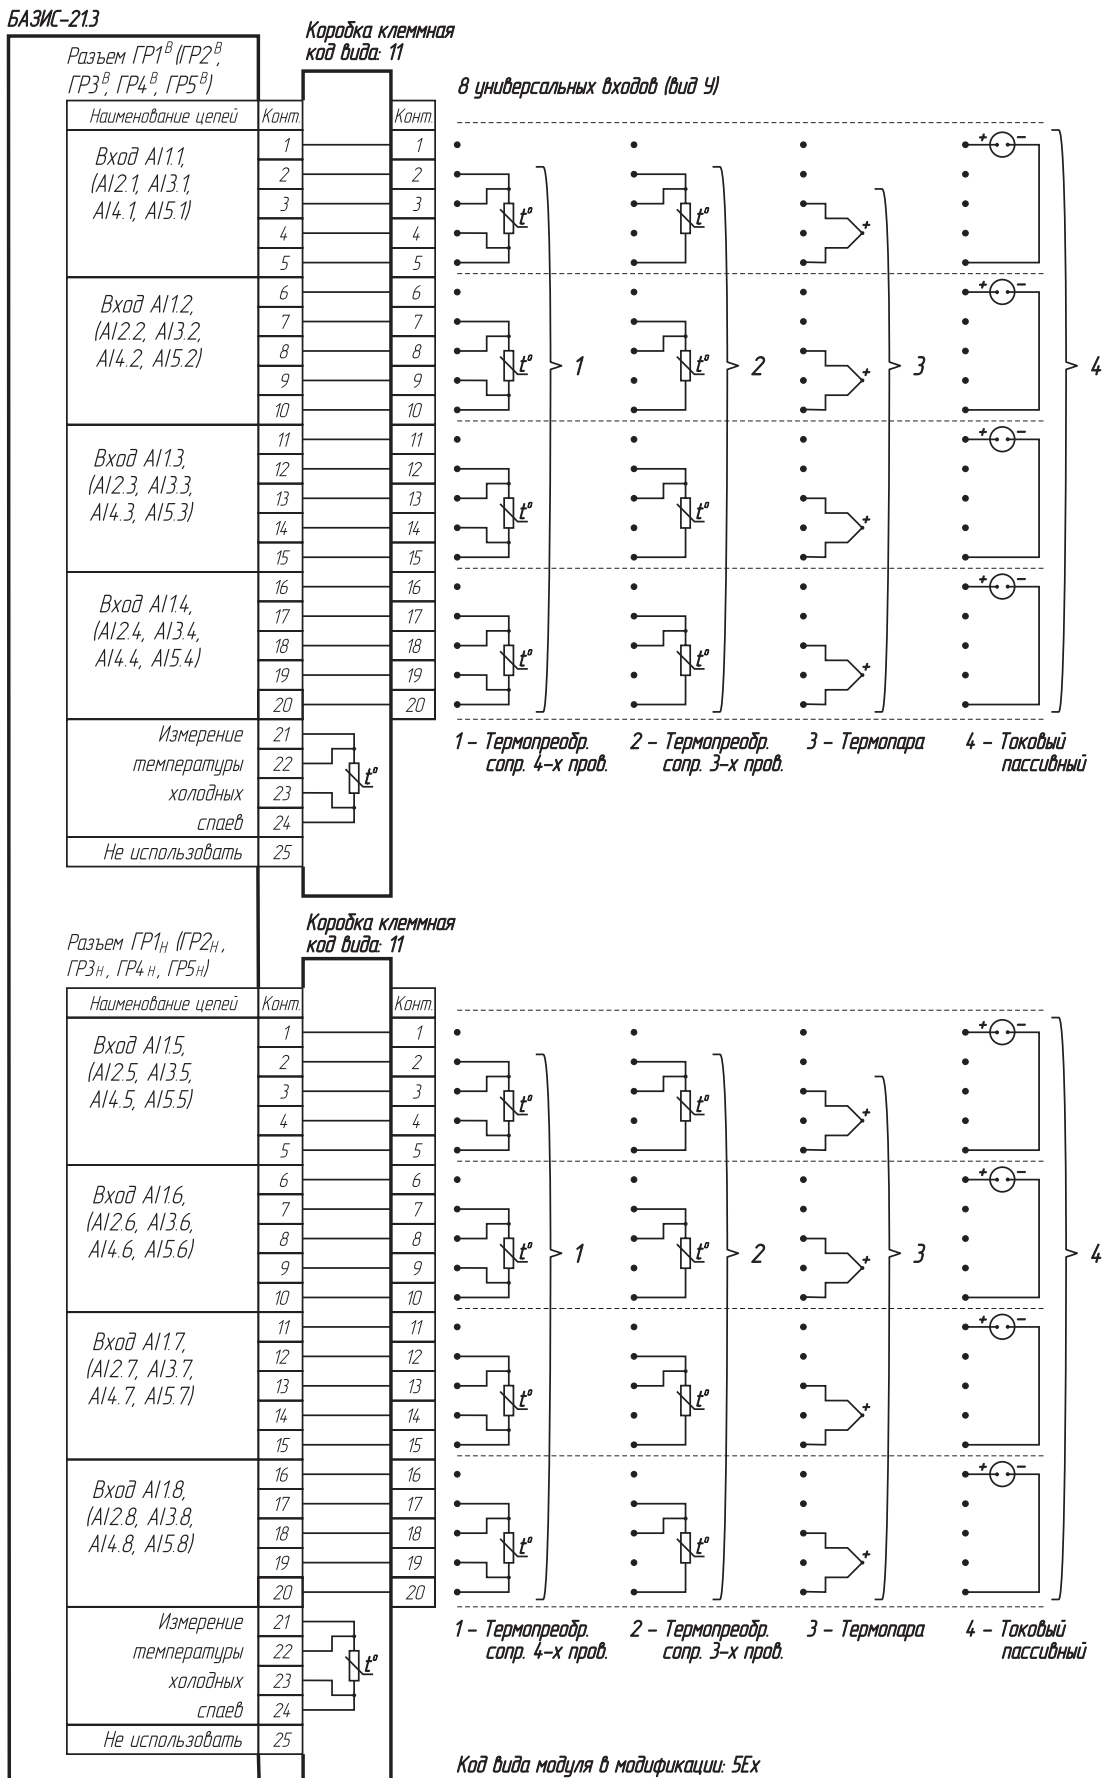 БАЗИС-21.3
Разъем ГР1В (ГР2В,
ГР3В, ГР4В, ГР5В)
Коробка клеммная
код вида: 11
8 универсальных входов (вид У)
Наименование цепей Конт. Конт.
Вход AI1.1,
(AI2.1, AI3.1,
AI4.1, AI5.1)
1 1
2 2
3 3
4 4
5 5
+ −
t°
t°
+
Вход AI1.2,
(AI2.2, AI3.2,
AI4.2, AI5.2)
6 6
7 7
8 8
9 9
10 10
+ −
t°
t°
+
1 2 3 4
Вход AI1.3,
(AI2.3, AI3.3,
AI4.3, AI5.3)
11 11
12 12
13 13
14 14
15 15
+ −
t°
t°
+
Вход AI1.4,
(AI2.4, AI3.4,
AI4.4, AI5.4)
16 16
17 17
18 18
19 19
20 20
+ −
t°
t°
+
Измерение 21
температуры 22
холодных 23
спаев 24
t°
Не использовать 25
1 – Термопреобр.
сопр. 4-х пров.
2 – Термопреобр.
сопр. 3-х пров.
3 – Термопара
4 – Токовый
пассивный
Разъем ГР1Н (ГР2Н,
ГР3Н, ГР4Н, ГР5Н)
Коробка клеммная
код вида: 11
Наименование цепей Конт. Конт.
Вход AI1.5,
(AI2.5, AI3.5,
AI4.5, AI5.5)
1 1
2 2
3 3
4 4
5 5
+ −
t°
t°
+
Вход AI1.6,
(AI2.6, AI3.6,
AI4.6, AI5.6)
6 6
7 7
8 8
9 9
10 10
+ −
t°
t°
+
1 2 3 4
Вход AI1.7,
(AI2.7, AI3.7,
AI4.7, AI5.7)
11 11
12 12
13 13
14 14
15 15
+ −
t°
t°
+
Вход AI1.8,
(AI2.8, AI3.8,
AI4.8, AI5.8)
16 16
17 17
18 18
19 19
20 20
+ −
t°
t°
+
Измерение 21
температуры 22
холодных 23
спаев 24
t°
Не использовать 25
1 – Термопреобр.
сопр. 4-х пров.
2 – Термопреобр.
сопр. 3-х пров.
3 – Термопара
4 – Токовый
пассивный
Код вида модуля в модификации: 5Ex